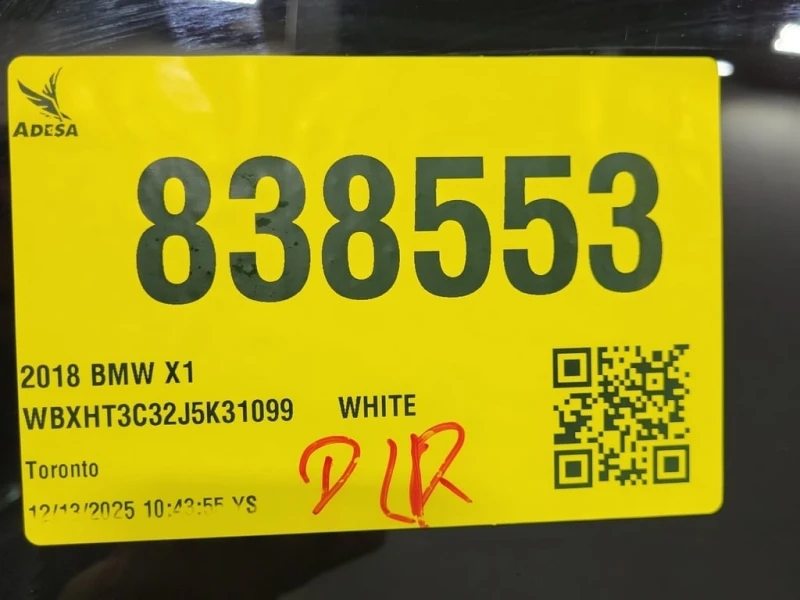 ADESA
838553
2018 BMW X1
WBXHT3C32J5K31099 WHITE
Toronto
DLR
12/13/2025 10:43:55 YS